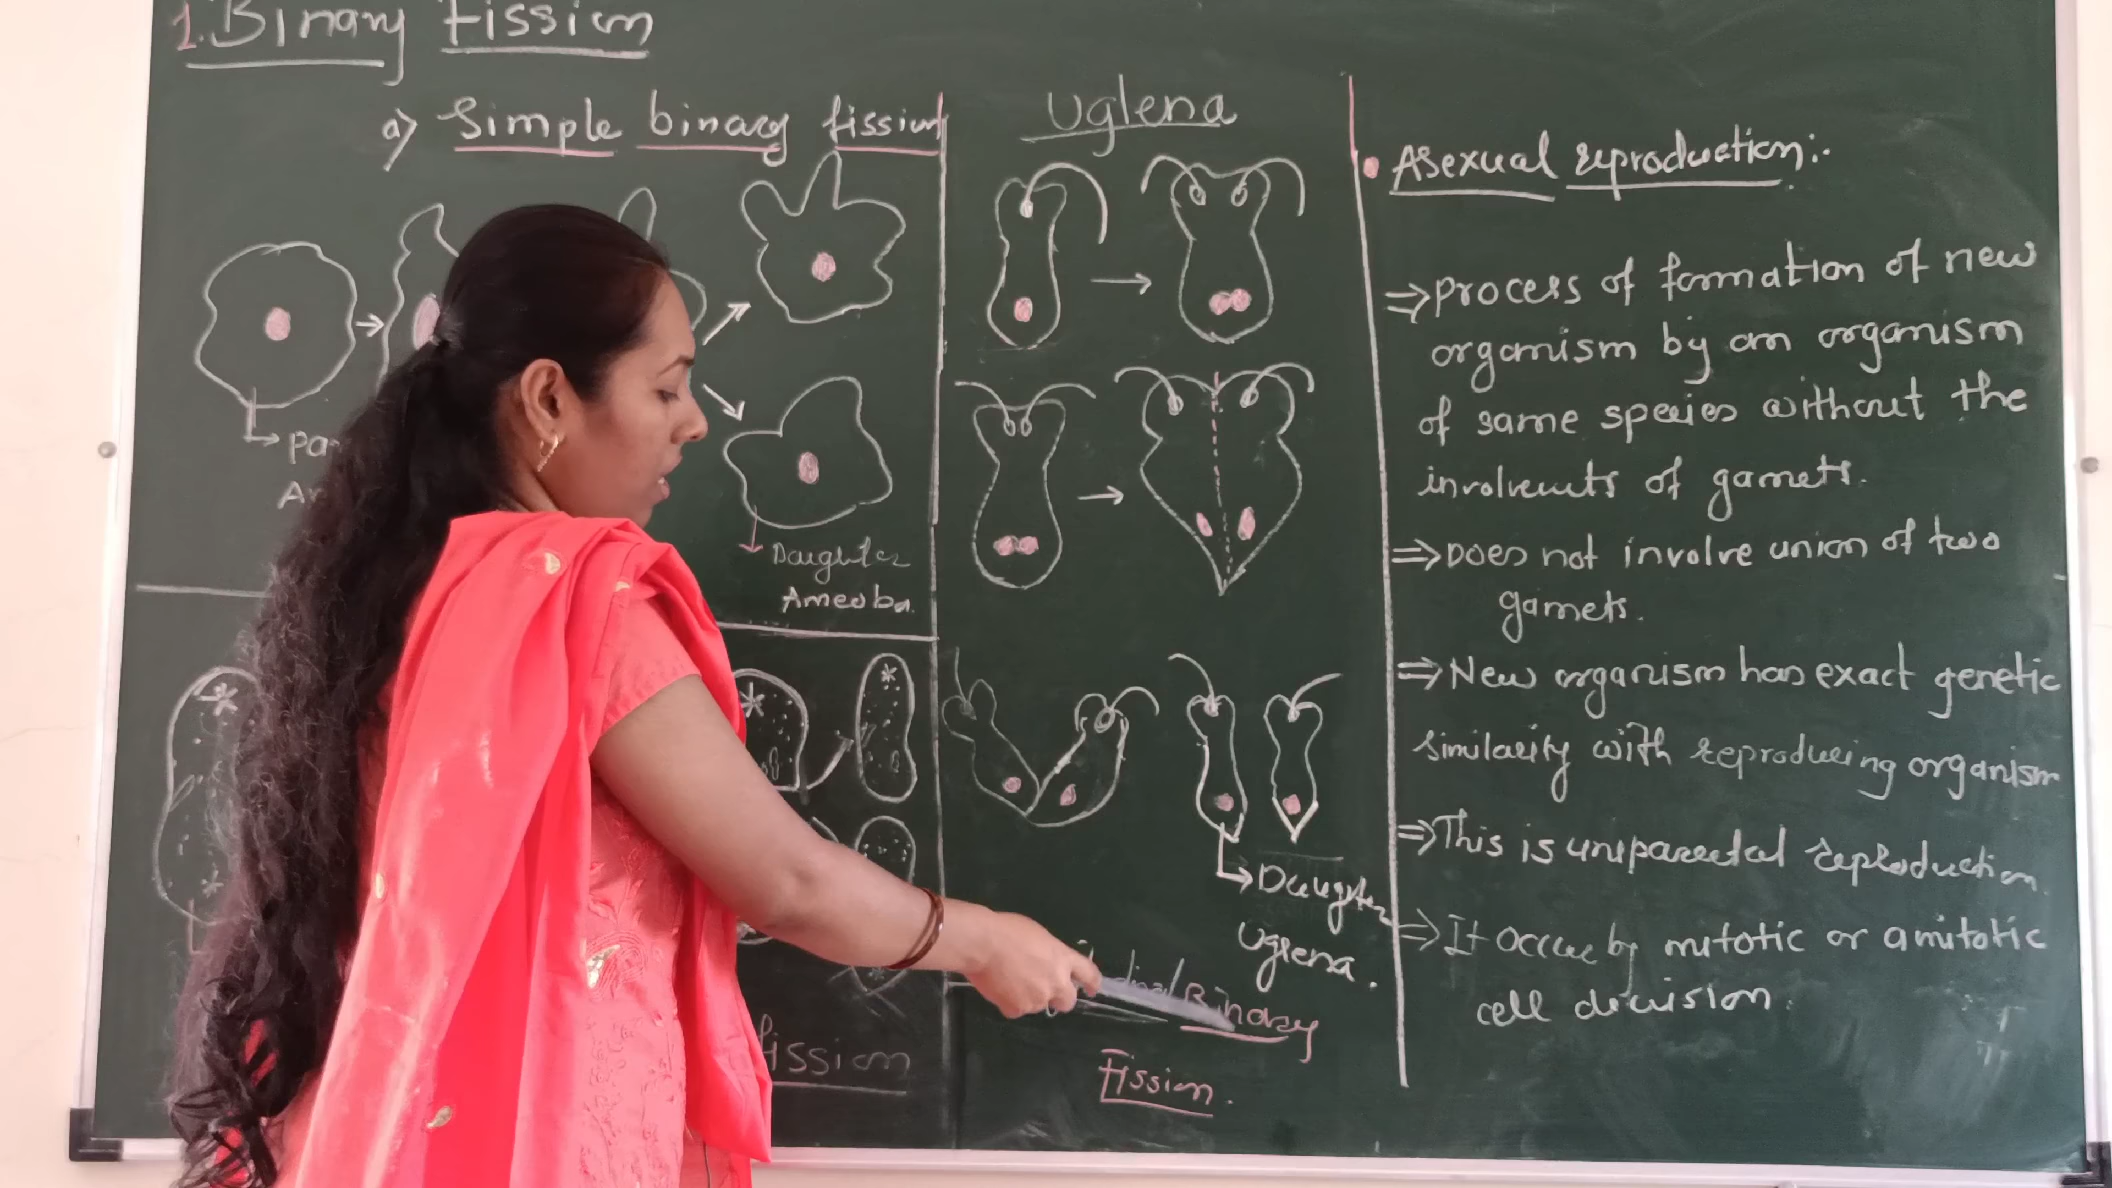 1. Binary Fission
a) Simple binary fission
Daughter
Ameoba.
fission
Uglena
Daughter
Uglena.
Binary
Fission.
• Asexual reproduction:-
⇒ process of formation of new
organism by an organism
of same species without the
involvemts of gamets.
⇒ Does not involve union of two
gamets.
⇒ New organism has exact genetic
similarity with reproducing organism
⇒ This is uniparental reproduction.
⇒ It occur by mitotic or amitotic
cell devision.